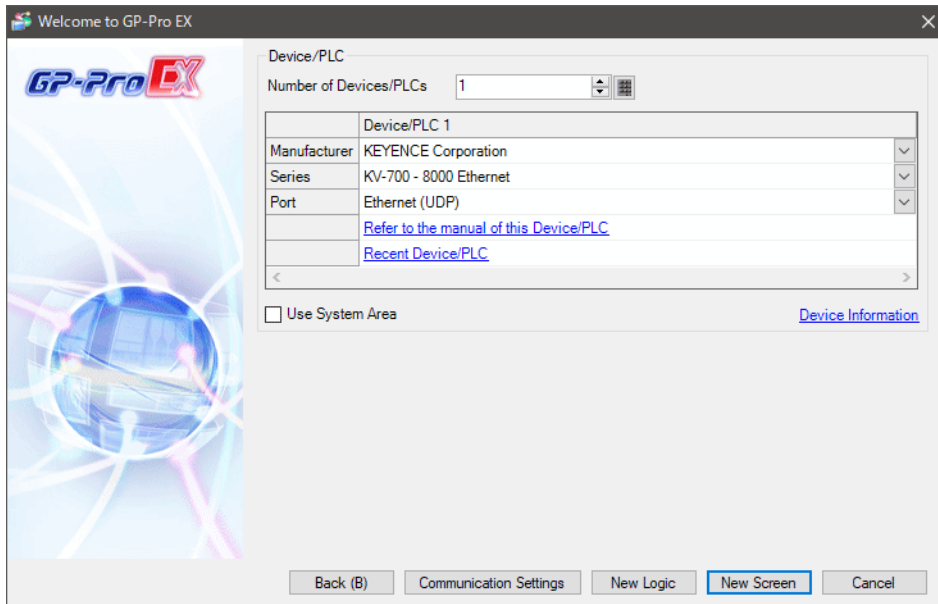 Welcome to GP-Pro EX
GP-Pro EX
Device/PLC
Number of Devices/PLCs 1
Device/PLC 1
Manufacturer KEYENCE Corporation
Series KV-700 - 8000 Ethernet
Port Ethernet (UDP)
Refer to the manual of this Device/PLC
Recent Device/PLC
Use System Area Device Information
Back (B) Communication Settings New Logic New Screen Cancel